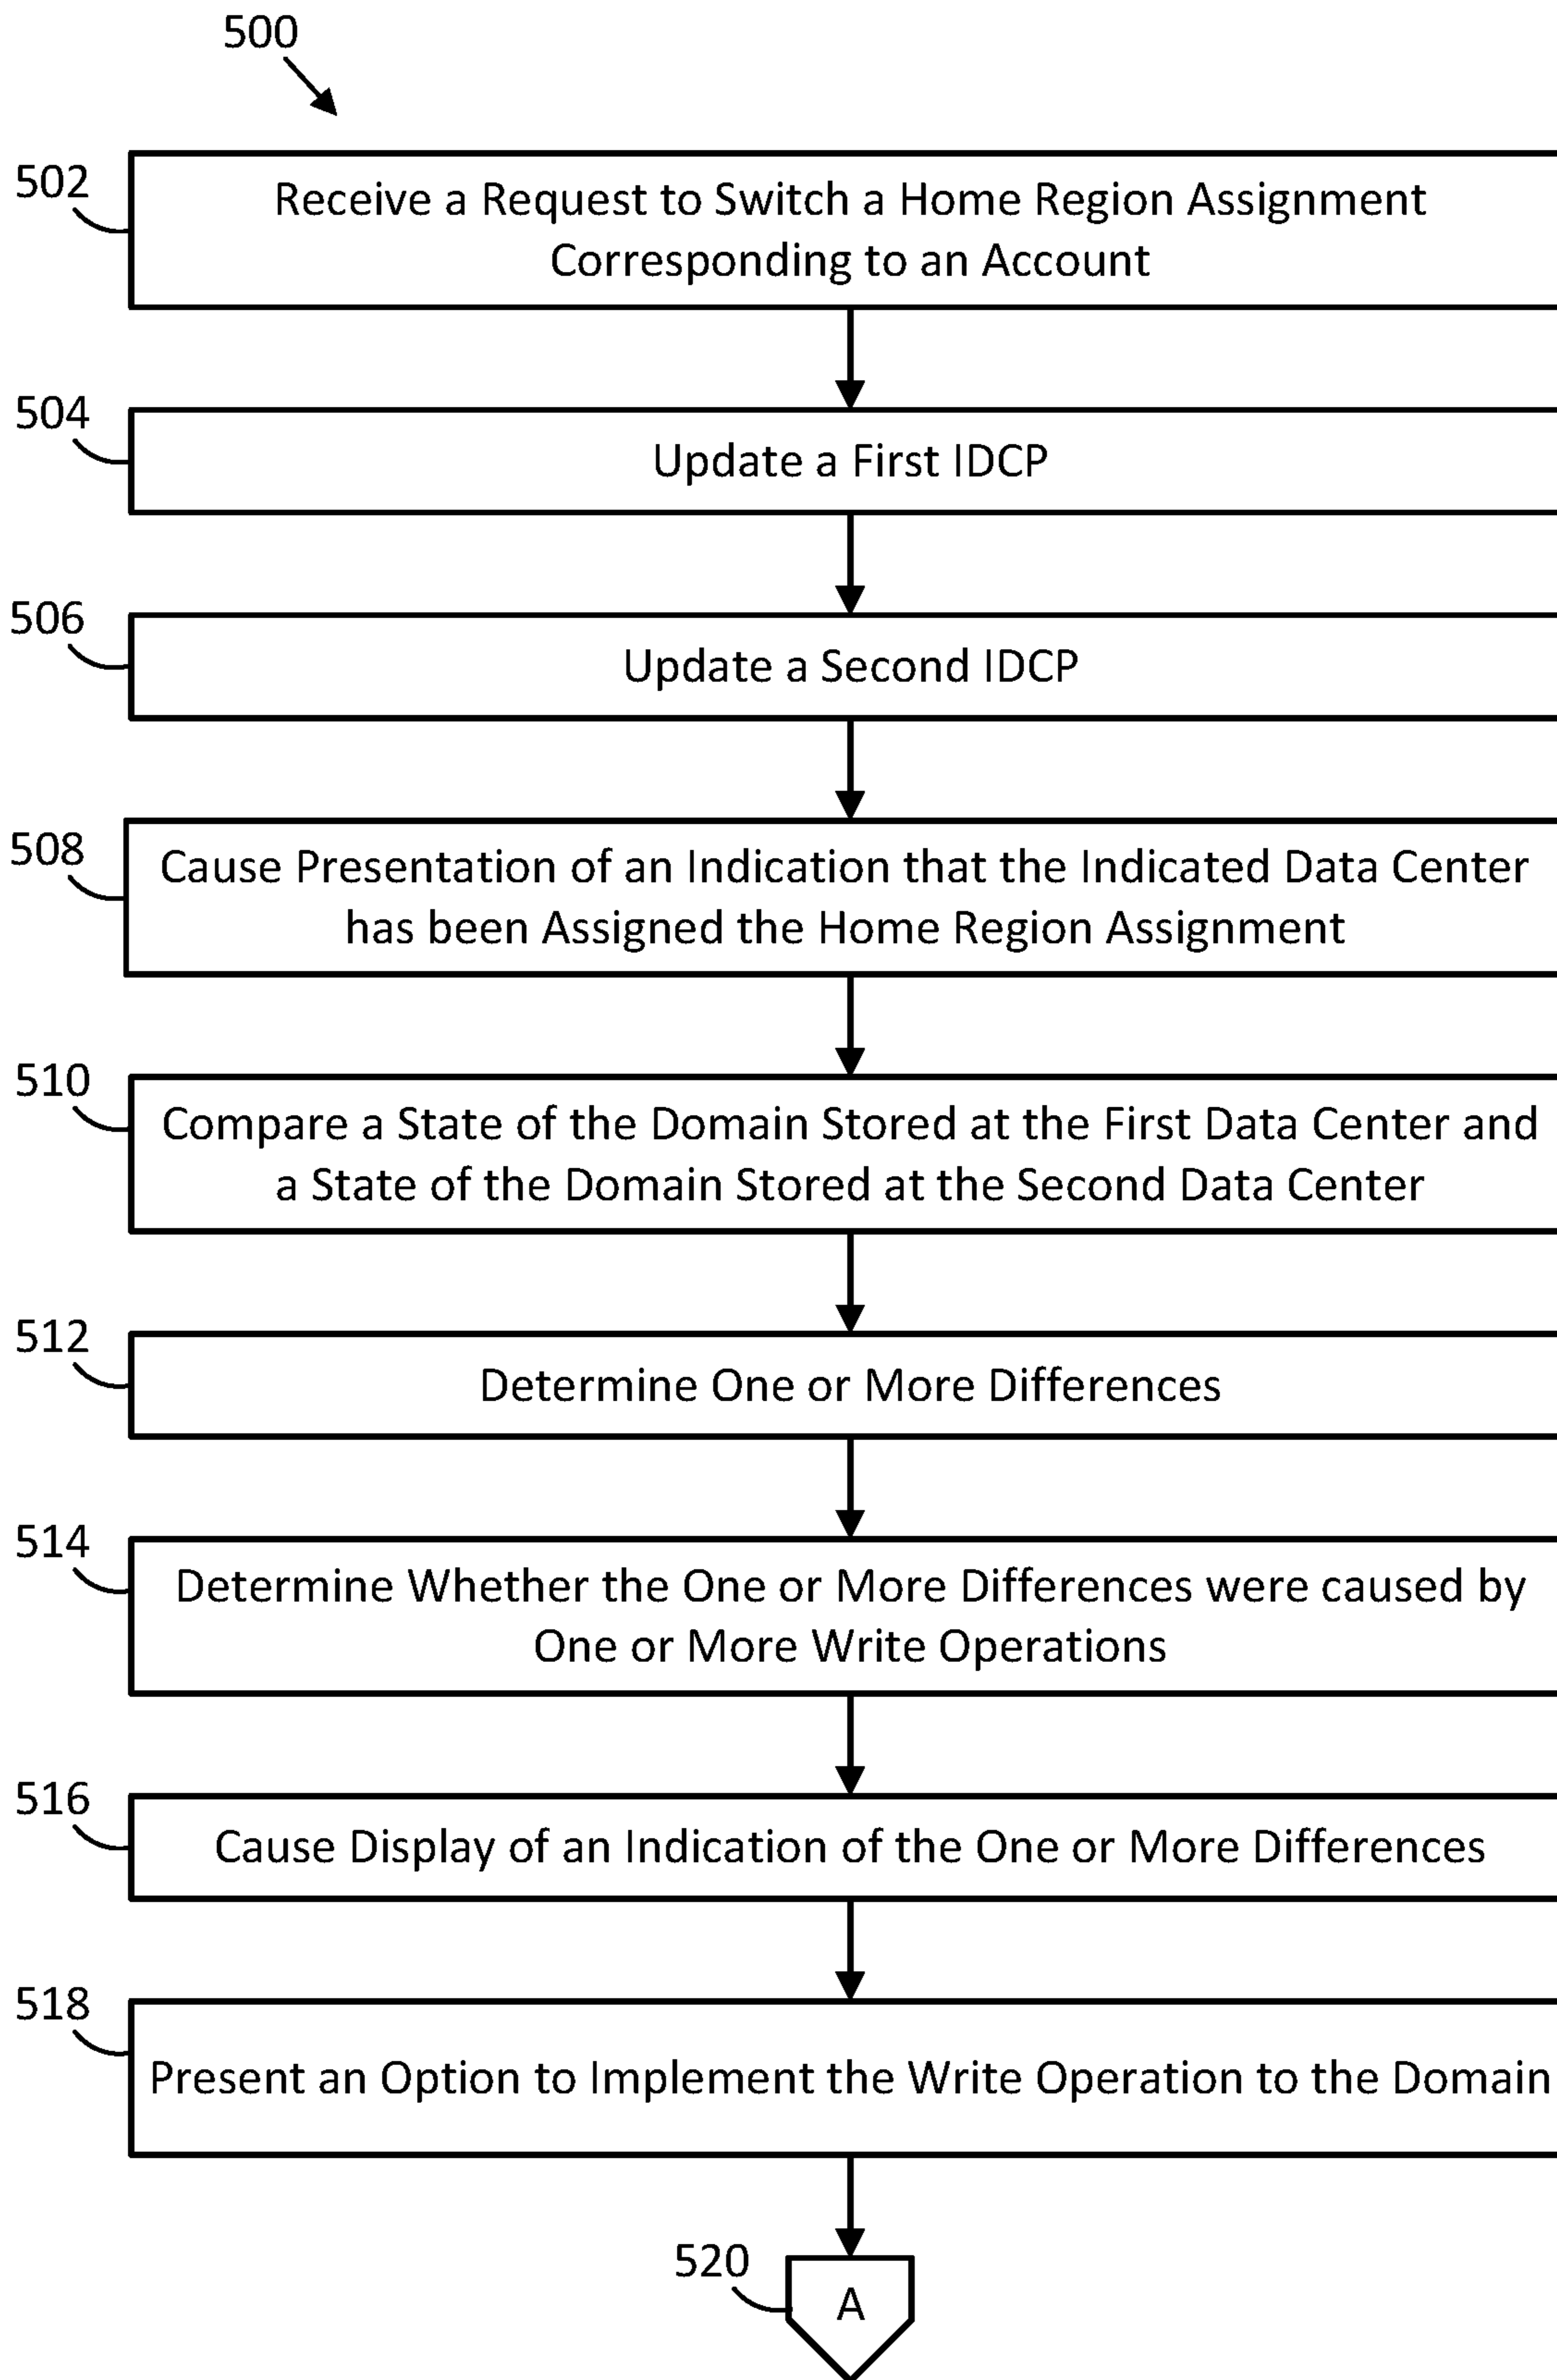 500
502
Receive a Request to Switch a Home Region Assignment
Corresponding to an Account
504
Update a First IDCP
506
Update a Second IDCP
508
Cause Presentation of an Indication that the Indicated Data Center
has been Assigned the Home Region Assignment
510
Compare a State of the Domain Stored at the First Data Center and
a State of the Domain Stored at the Second Data Center
512
Determine One or More Differences
514
Determine Whether the One or More Differences were caused by
One or More Write Operations
516
Cause Display of an Indication of the One or More Differences
518
Present an Option to Implement the Write Operation to the Domain
520
A